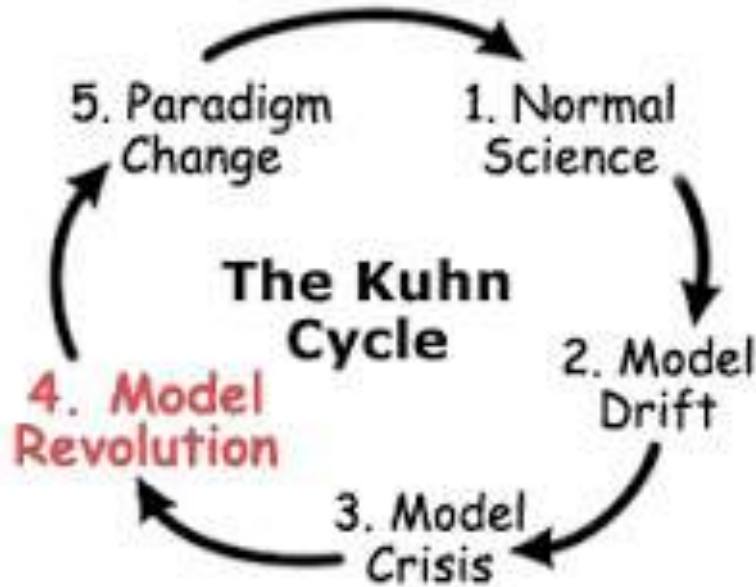 The Kuhn
Cycle
1. Normal
Science
2. Model
Drift
3. Model
Crisis
4. Model
Revolution
5. Paradigm
Change